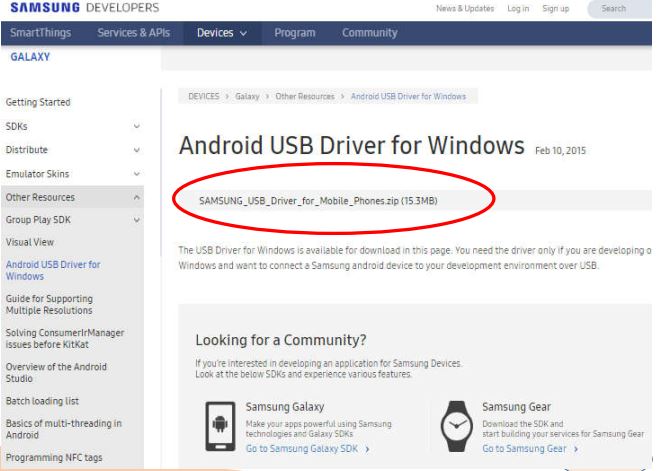 SAMSUNG DEVELOPERS
News & Updates Log in Sign up Search
SmartThings Services & APIs Devices Program Community
GALAXY
DEVICES > Galaxy > Other Resources > Android USB Driver for Windows
Getting Started
SDKs
Distribute
Emulator Skins
Other Resources
Group Play SDK
Visual View
Android USB Driver for
Windows
Guide for Supporting
Multiple Resolutions
Solving ConsumerIrManager
issues before KitKat
Overview of the Android
Studio
Batch loading list
Basics of multi-threading in
Android
Programming NFC tags
Android USB Driver for Windows Feb 10, 2015
SAMSUNG_USB_Driver_for_Mobile_Phones.zip (15.3MB)
The USB Driver for Windows is available for download in this page. You need the driver only if you are developing o
Windows and want to connect a Samsung android device to your development environment over USB.
Looking for a Community?
If you're interested in developing an application for Samsung Devices.
Look at the below SDKs and experience various features.
Samsung Galaxy
Make your apps powerful using Samsung
technologies and Galaxy SDKs
Go to Samsung Galaxy SDK >
Samsung Gear
Download the SDK and
start building your services for Samsung Gear
Go to Samsung Gear >